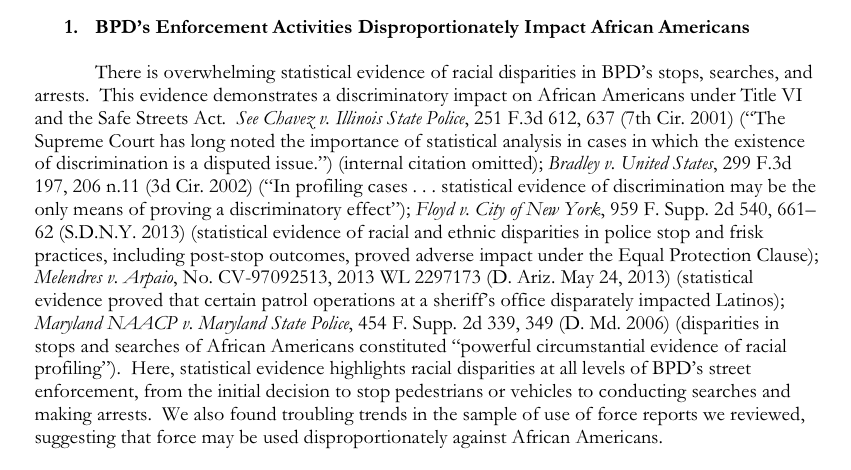 1. BPD’s Enforcement Activities Disproportionately Impact African Americans
There is overwhelming statistical evidence of racial disparities in BPD’s stops, searches, and
arrests. This evidence demonstrates a discriminatory impact on African Americans under Title VI
and the Safe Streets Act. See Chavez v. Illinois State Police, 251 F.3d 612, 637 (7th Cir. 2001) (“The
Supreme Court has long noted the importance of statistical analysis in cases in which the existence
of discrimination is a disputed issue.”) (internal citation omitted); Bradley v. United States, 299 F.3d
197, 206 n.11 (3d Cir. 2002) (“In profiling cases . . . statistical evidence of discrimination may be the
only means of proving a discriminatory effect”); Floyd v. City of New York, 959 F. Supp. 2d 540, 661–
62 (S.D.N.Y. 2013) (statistical evidence of racial and ethnic disparities in police stop and frisk
practices, including post-stop outcomes, proved adverse impact under the Equal Protection Clause);
Melendres v. Arpaio, No. CV-97092513, 2013 WL 2297173 (D. Ariz. May 24, 2013) (statistical
evidence proved that certain patrol operations at a sheriff’s office disparately impacted Latinos);
Maryland NAACP v. Maryland State Police, 454 F. Supp. 2d 339, 349 (D. Md. 2006) (disparities in
stops and searches of African Americans constituted “powerful circumstantial evidence of racial
profiling”). Here, statistical evidence highlights racial disparities at all levels of BPD’s street
enforcement, from the initial decision to stop pedestrians or vehicles to conducting searches and
making arrests. We also found troubling trends in the sample of use of force reports we reviewed,
suggesting that force may be used disproportionately against African Americans.